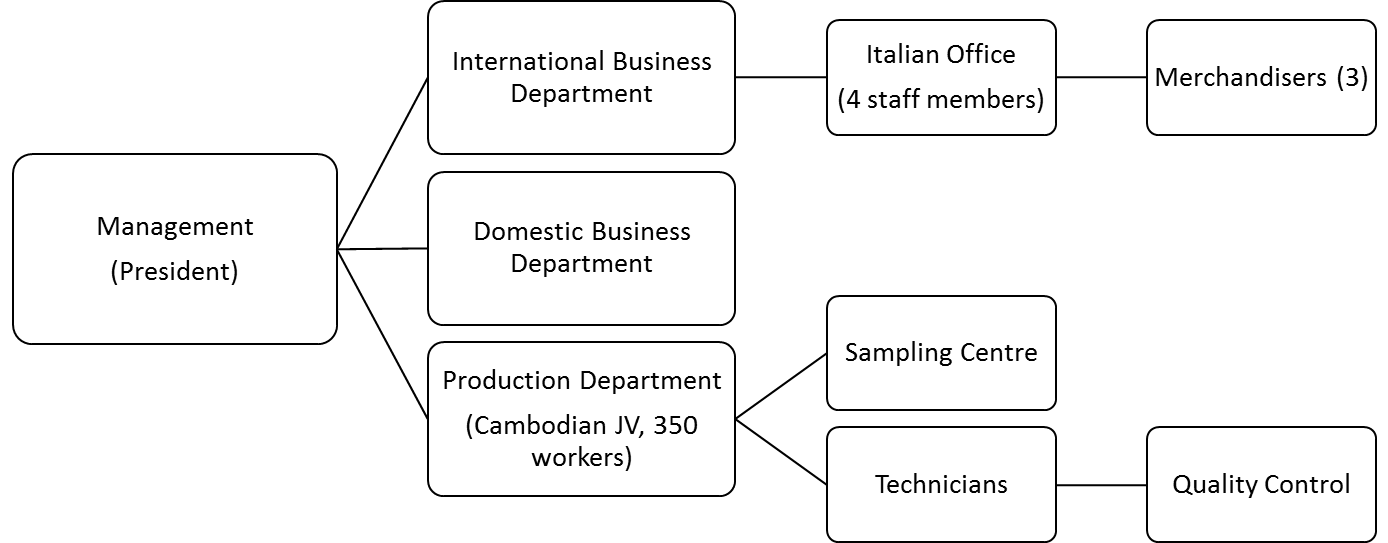 International Business
Department
Italian Office
(4 staff members)
Merchandisers (3)
Management
(President)
Domestic Business
Department
Production Department
(Cambodian JV, 350
workers)
Sampling Centre
Technicians
Quality Control